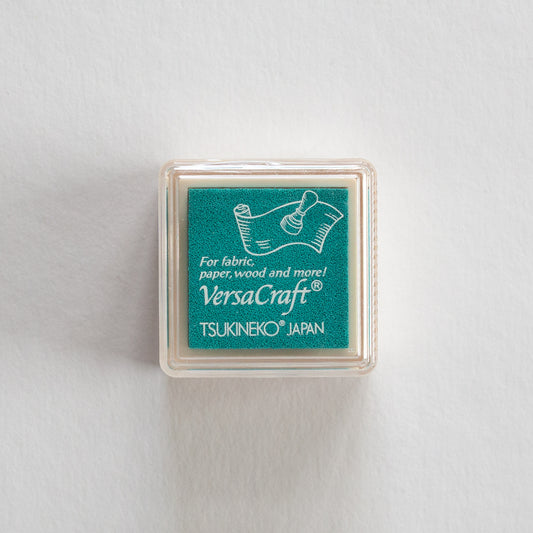 For fabric,
paper, wood and more!
VersaCraft®
TSUKINEKO® JAPAN